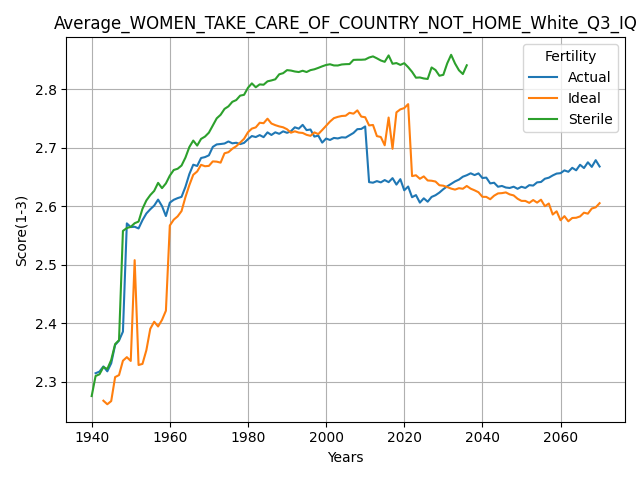 Average_WOMEN_TAKE_CARE_OF_COUNTRY_NOT_HOME_White_Q3_IQ
Fertility
Actual
Ideal
Sterile
Score(1-3)
2.8
2.7
2.6
2.5
2.4
2.3
1940 1960 1980 2000 2020 2040 2060
Years